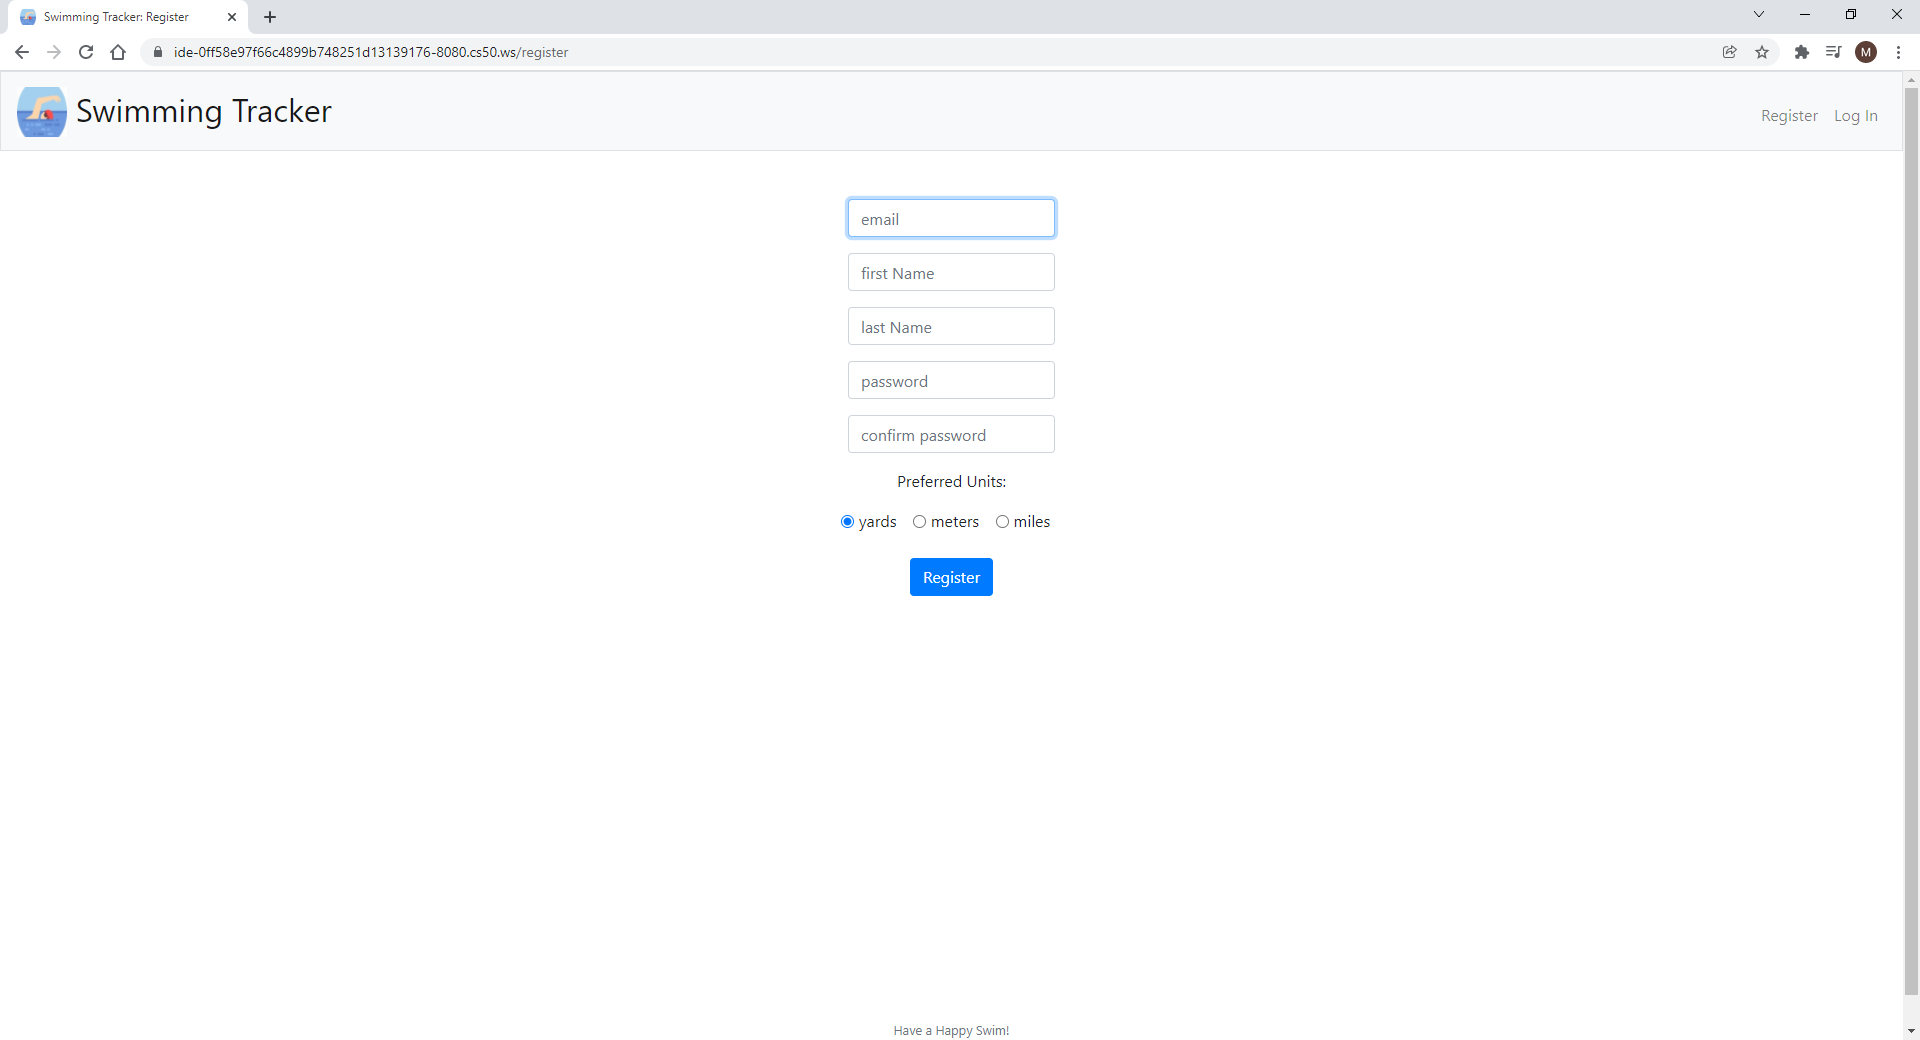 Swimming Tracker: Register
ide-0ff58e97f66c4899b748251d13139176-8080.cs50.ws/register
M
Swimming Tracker
Register Log In
email
first Name
last Name
password
confirm password
Preferred Units:
yards meters miles
Register
Have a Happy Swim!